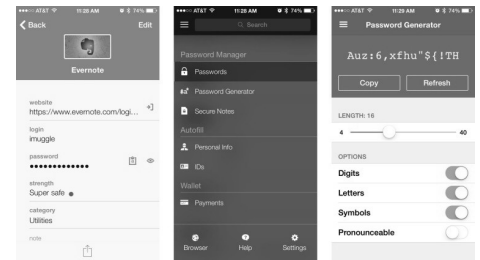 ●●●○○ AT&T 11:28 AM 74%
Back
Edit
Evernote
website
https://www.evernote.com/logi...
login
imuggle
password
●●●●●●●●●●●●●
strength
Super safe ●
category
Utilities
note
●●●○○ AT&T 11:28 AM 74%
Search
Password Manager
Passwords
Password Generator
Secure Notes
Autofill
Personal Info
IDs
Wallet
Payments
Browser
Help
Settings
●●●○○ AT&T 11:29 AM 74%
Password Generator
Auz:6,xfhu"${!TH
Copy
Refresh
LENGTH: 16
4
40
OPTIONS
Digits
Letters
Symbols
Pronounceable